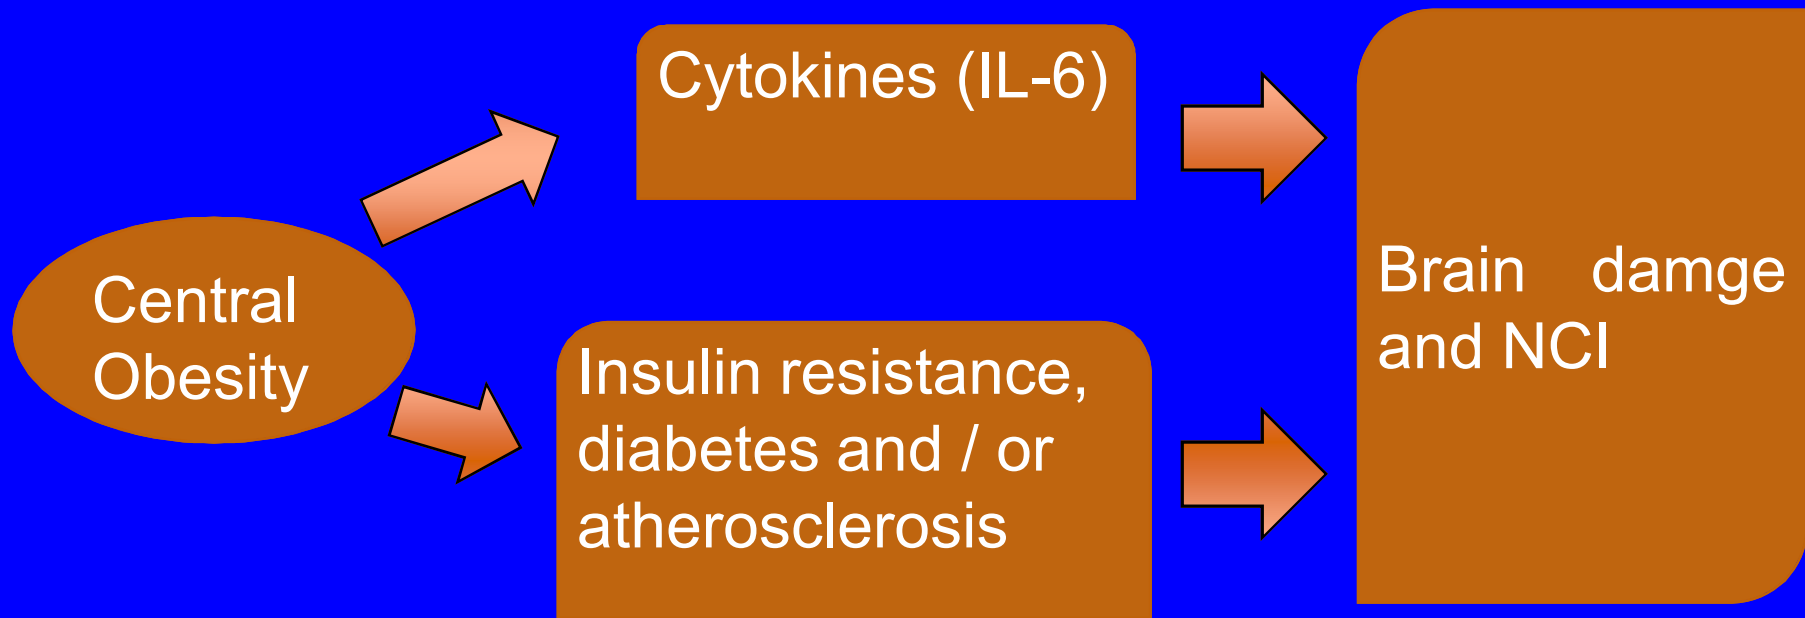 Cytokines (IL-6)
Central
Obesity
Insulin resistance,
diabetes and / or
atherosclerosis
Brain damge
and NCI